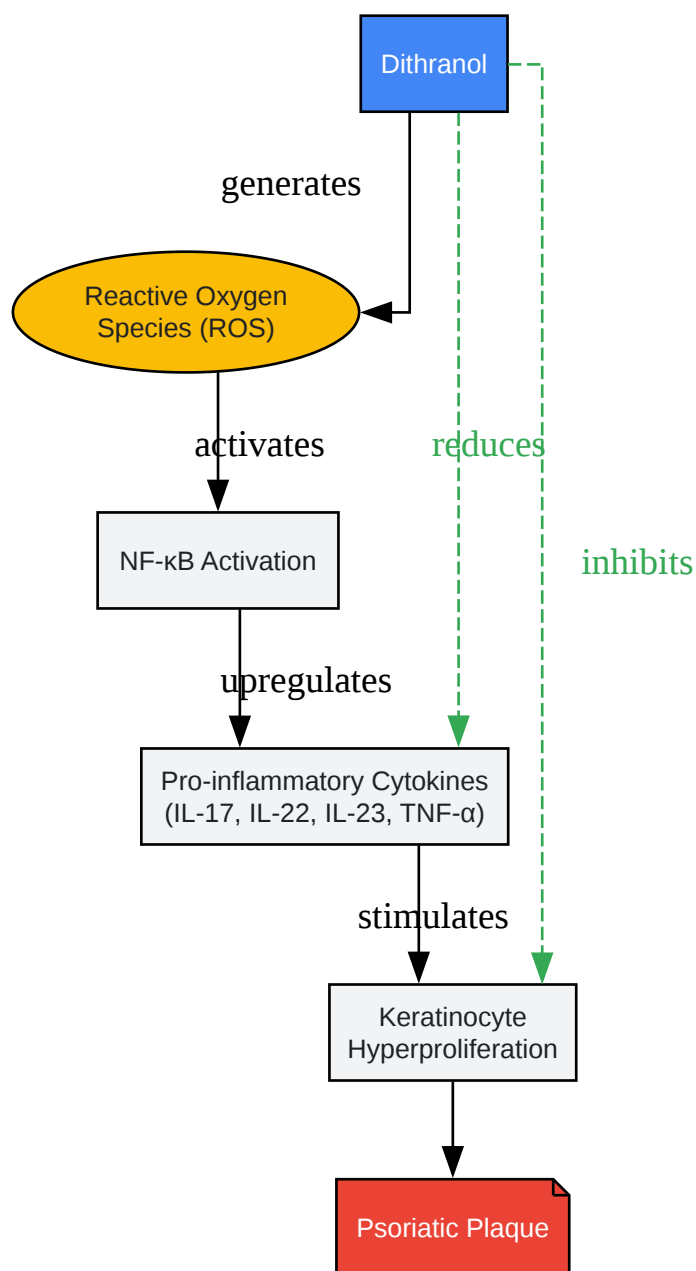 Dithranol
generates
Reactive Oxygen
Species (ROS)
activates
reduces
NF-κB Activation
inhibits
upregulates
Pro-inflammatory Cytokines
(IL-17, IL-22, IL-23, TNF-α)
stimulates
Keratinocyte
Hyperproliferation
Psoriatic Plaque